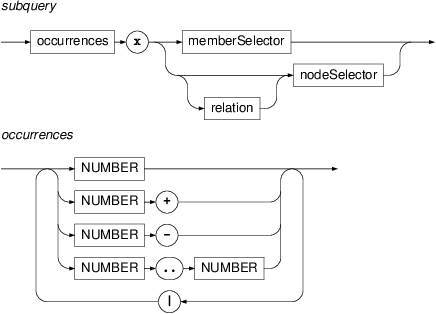 subquery
occurrences x memberSelector
nodeSelector
relation
occurrences
NUMBER
NUMBER +
NUMBER -
NUMBER .. NUMBER
|